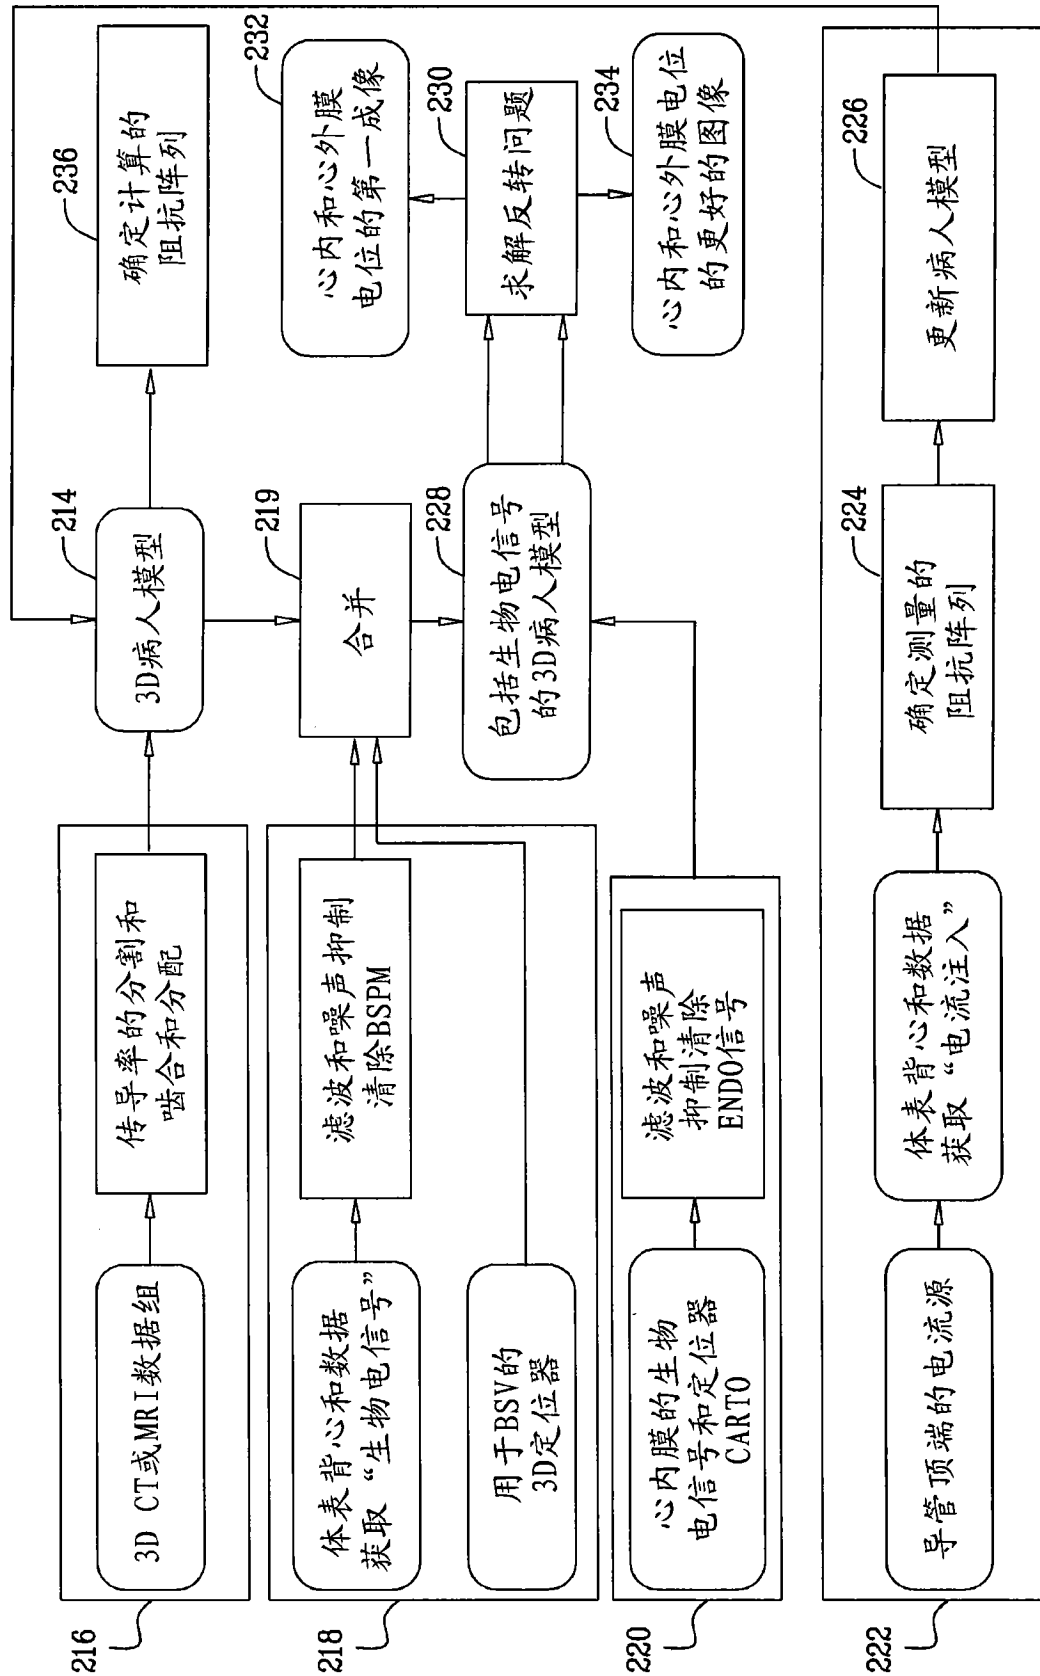 216
3D CT或MRI数据组
传导率的分割和
啮合和分配
3D病人模型
214
确定计算的
阻抗阵列
236
218
体表背心和数据
获取“生物电信号”
滤波和噪声抑制
清除BSPM
用于BSV的
3D定位器
合并
219
包括生物电信号
的3D病人模型
228
心内和心外膜
电位的第一成像
232
求解反转问题
230
心内和心外膜电位
的更好的图像
234
220
心内膜的生物
电信号和定位器
CARTO
滤波和噪声
抑制清除
ENDO信号
222
导管顶端的电流源
体表背心和数据
获取“电流注入”
确定测量的
阻抗阵列
224
更新病人模型
226